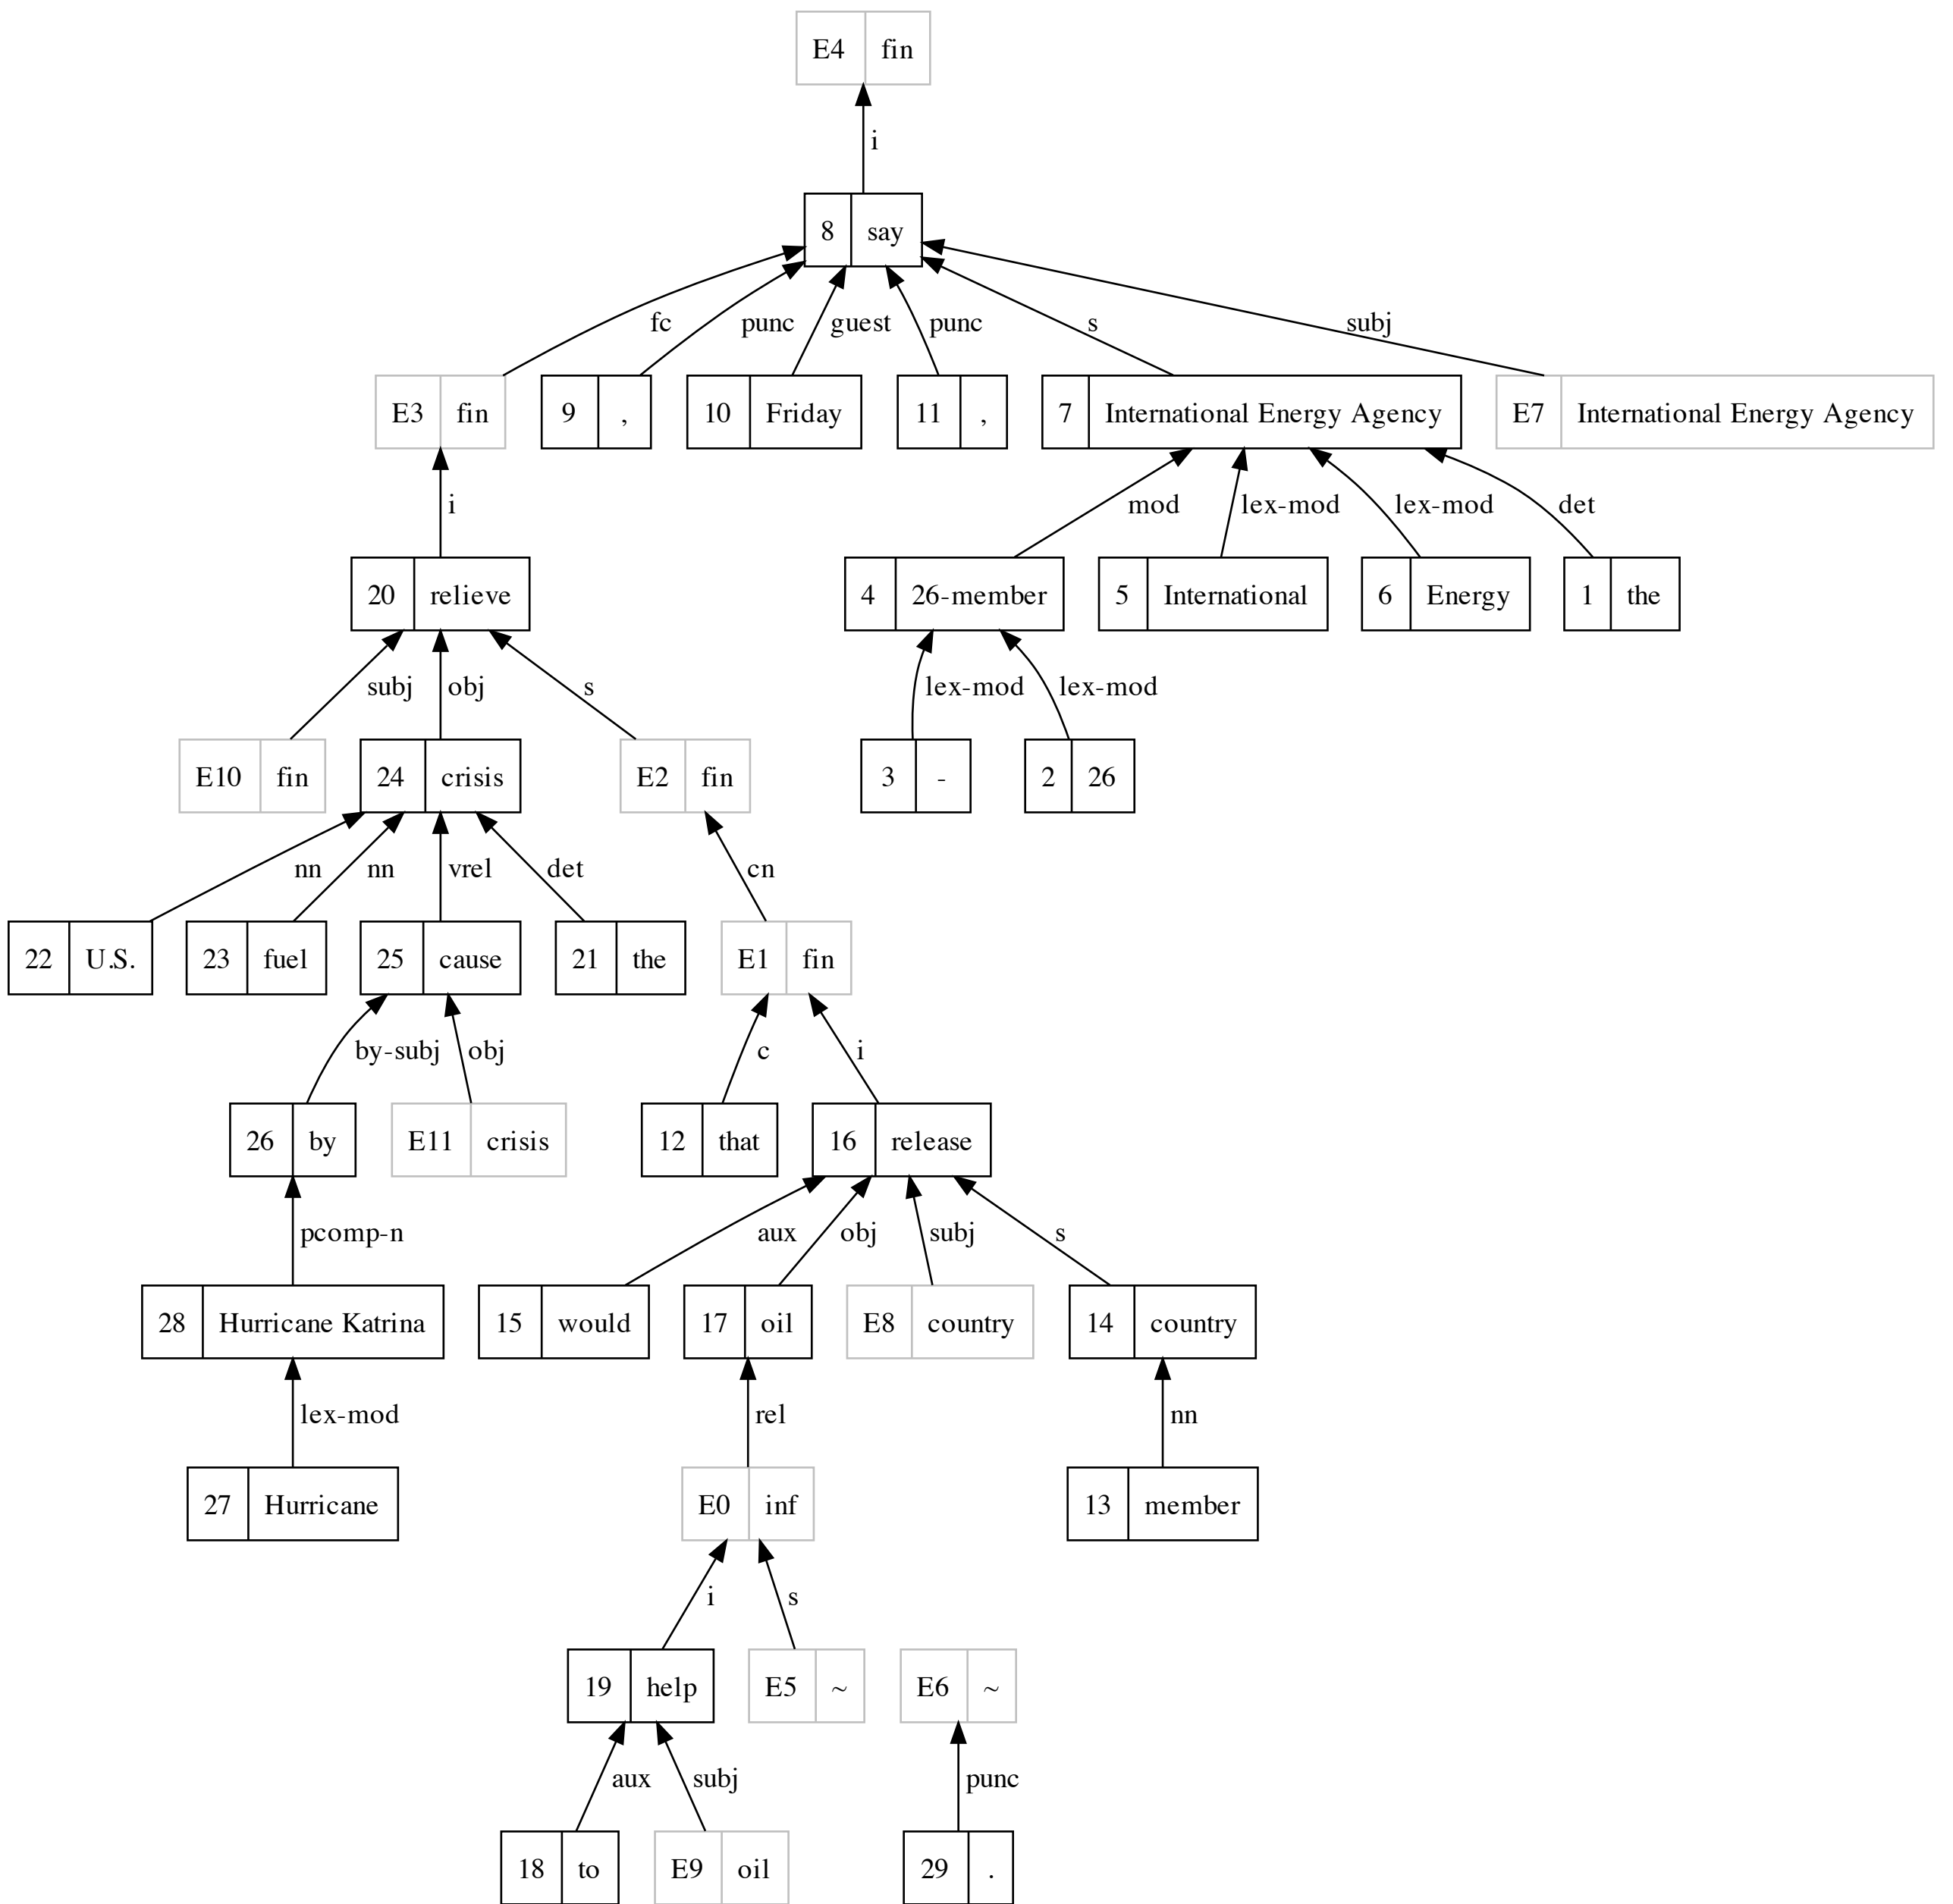 E4 fin
i
8 say
fc punc guest punc s subj
E3 fin 9 , 10 Friday 11 , 7 International Energy Agency E7 International Energy Agency
i mod lex-mod lex-mod det
20 relieve 4 26-member 5 International 6 Energy 1 the
subj obj s lex-mod lex-mod
E10 fin 24 crisis E2 fin 3 - 2 26
nn nn vrel det cn
22 U.S. 23 fuel 25 cause 21 the E1 fin
by-subj obj c i
26 by E11 crisis 12 that 16 release
pcomp-n aux obj subj s
28 Hurricane Katrina 15 would 17 oil E8 country 14 country
lex-mod rel nn
27 Hurricane E0 inf 13 member
i s
19 help E5 ~ E6 ~
aux subj punc
18 to E9 oil 29 .